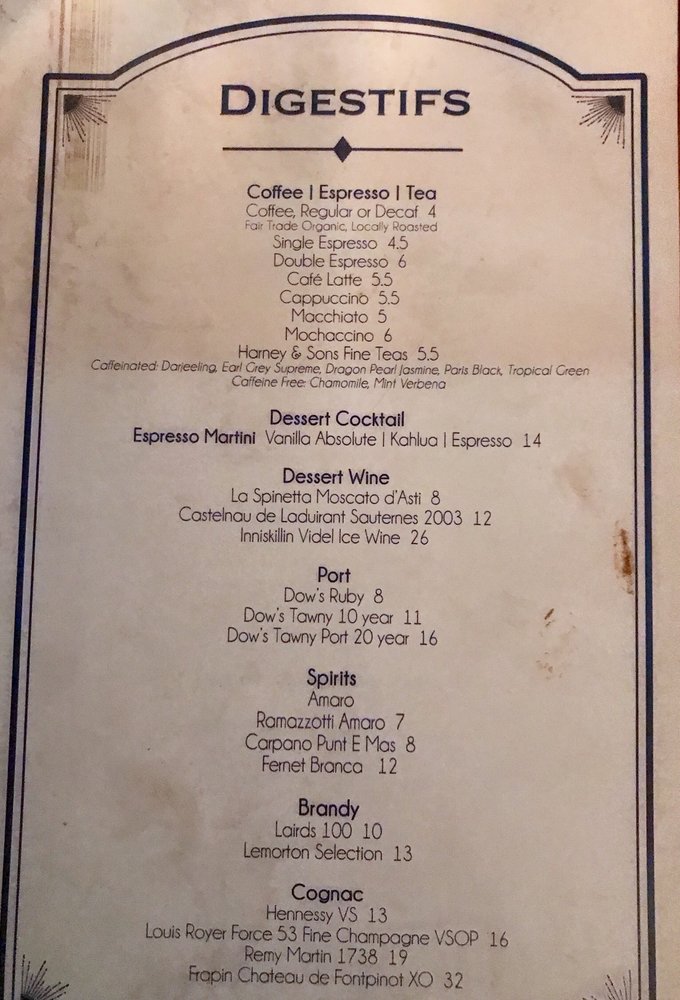 DIGESTIFS
Coffee | Espresso | Tea
Coffee, Regular or Decaf 4
Fair Trade Organic, Locally Roasted
Single Espresso 4.5
Double Espresso 6
Café Latte 5.5
Cappuccino 5.5
Macchiato 5
Mochaccino 6
Harney & Sons Fine Teas 5.5
Caffeinated: Darjeeling, Earl Grey Supreme, Dragon Pearl Jasmine, Paris Black, Tropical Green
Caffeine Free: Chamomile, Mint Verbena
Dessert Cocktail
Espresso Martini Vanilla Absolute | Kahlua | Espresso 14
Dessert Wine
La Spinetta Moscato d'Asti 8
Castelnau de Laduirant Sauternes 2003 12
Inniskillin Videl Ice Wine 26
Port
Dow's Ruby 8
Dow's Tawny 10 year 11
Dow's Tawny Port 20 year 16
Spirits
Amaro
Ramazzotti Amaro 7
Carpano Punt E Mas 8
Fernet Branca 12
Brandy
Lairds 100 10
Lemorton Selection 13
Cognac
Hennessy VS 13
Louis Royer Force 53 Fine Champagne VSOP 16
Remy Martin 1738 19
Frapin Chateau de Fontpinot XO 32